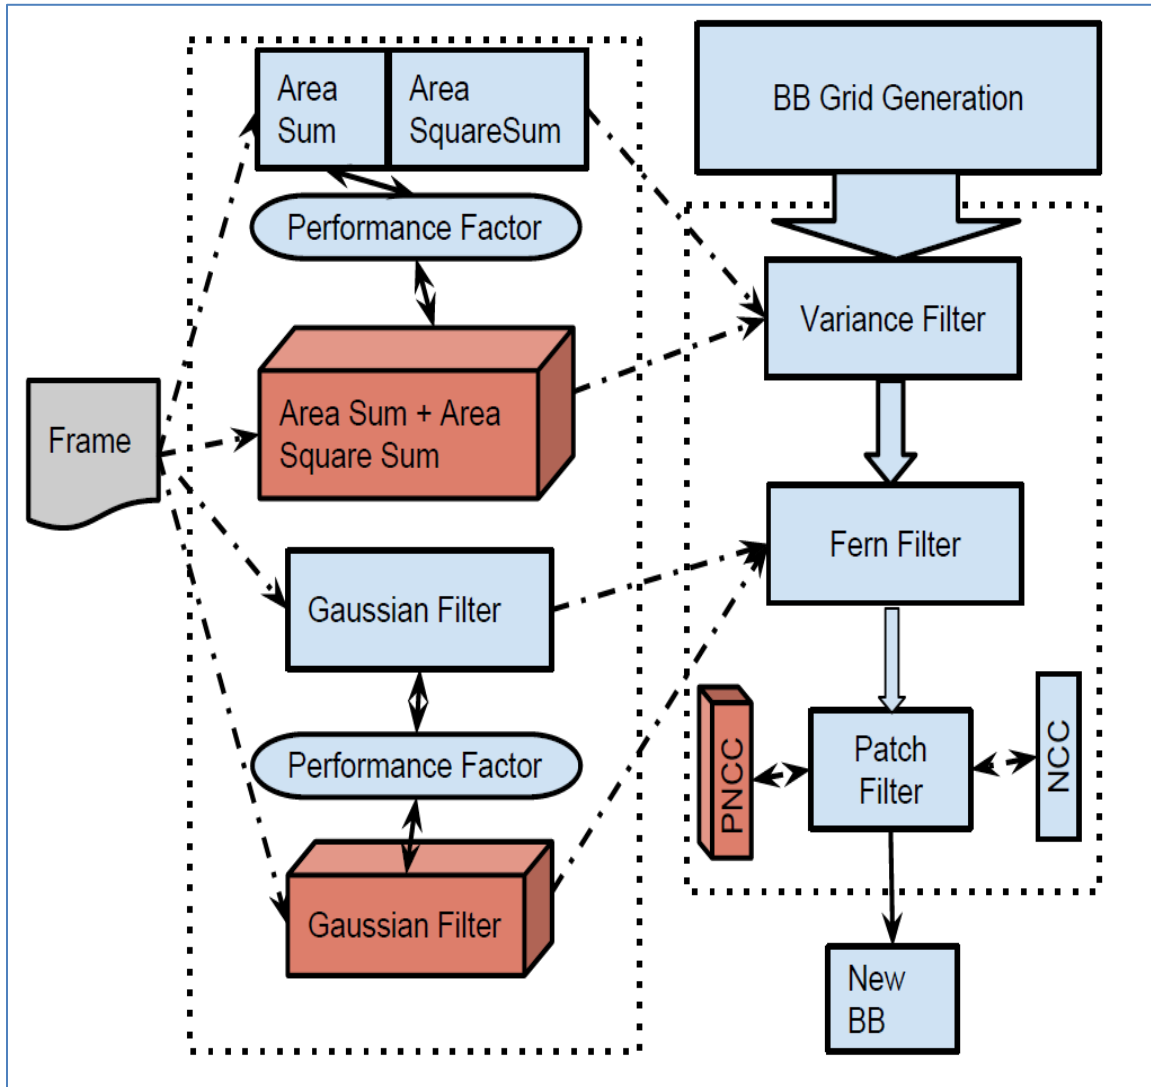 Area
Sum
Area
SquareSum
BB Grid Generation
Performance Factor
Variance Filter
Frame
Area Sum + Area
Square Sum
Fern Filter
Gaussian Filter
Performance Factor
PNCC
Patch
Filter
NCC
Gaussian Filter
New
BB